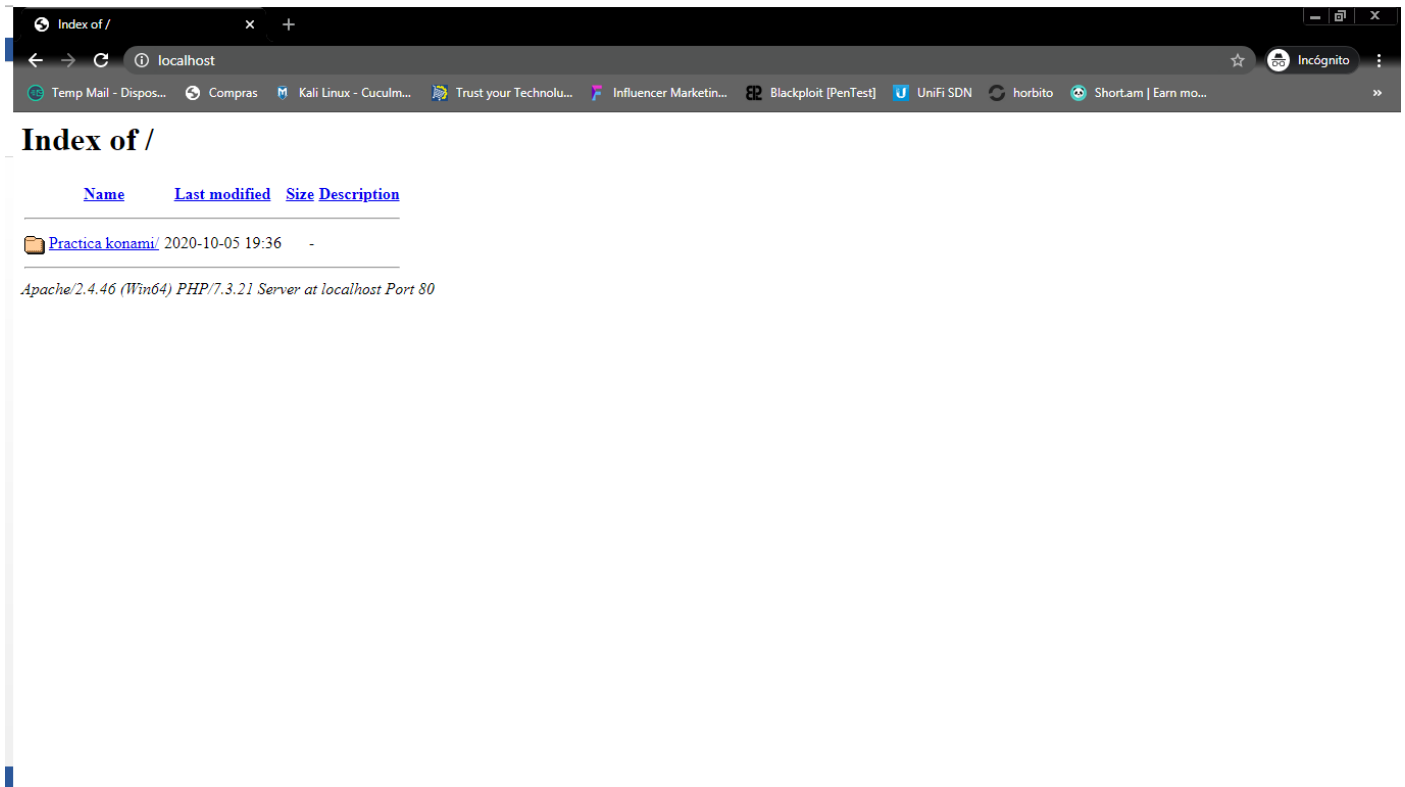 Index of /
localhost
Incógnito
Temp Mail - Dispos... Compras Kali Linux - Cuculm... Trust your Technolu... Influencer Marketin... Blackploit [PenTest] UniFi SDN horbito Short.am | Earn mo... »
Index of /
Name Last modified Size Description
Practica konami/ 2020-10-05 19:36 -
Apache/2.4.46 (Win64) PHP/7.3.21 Server at localhost Port 80